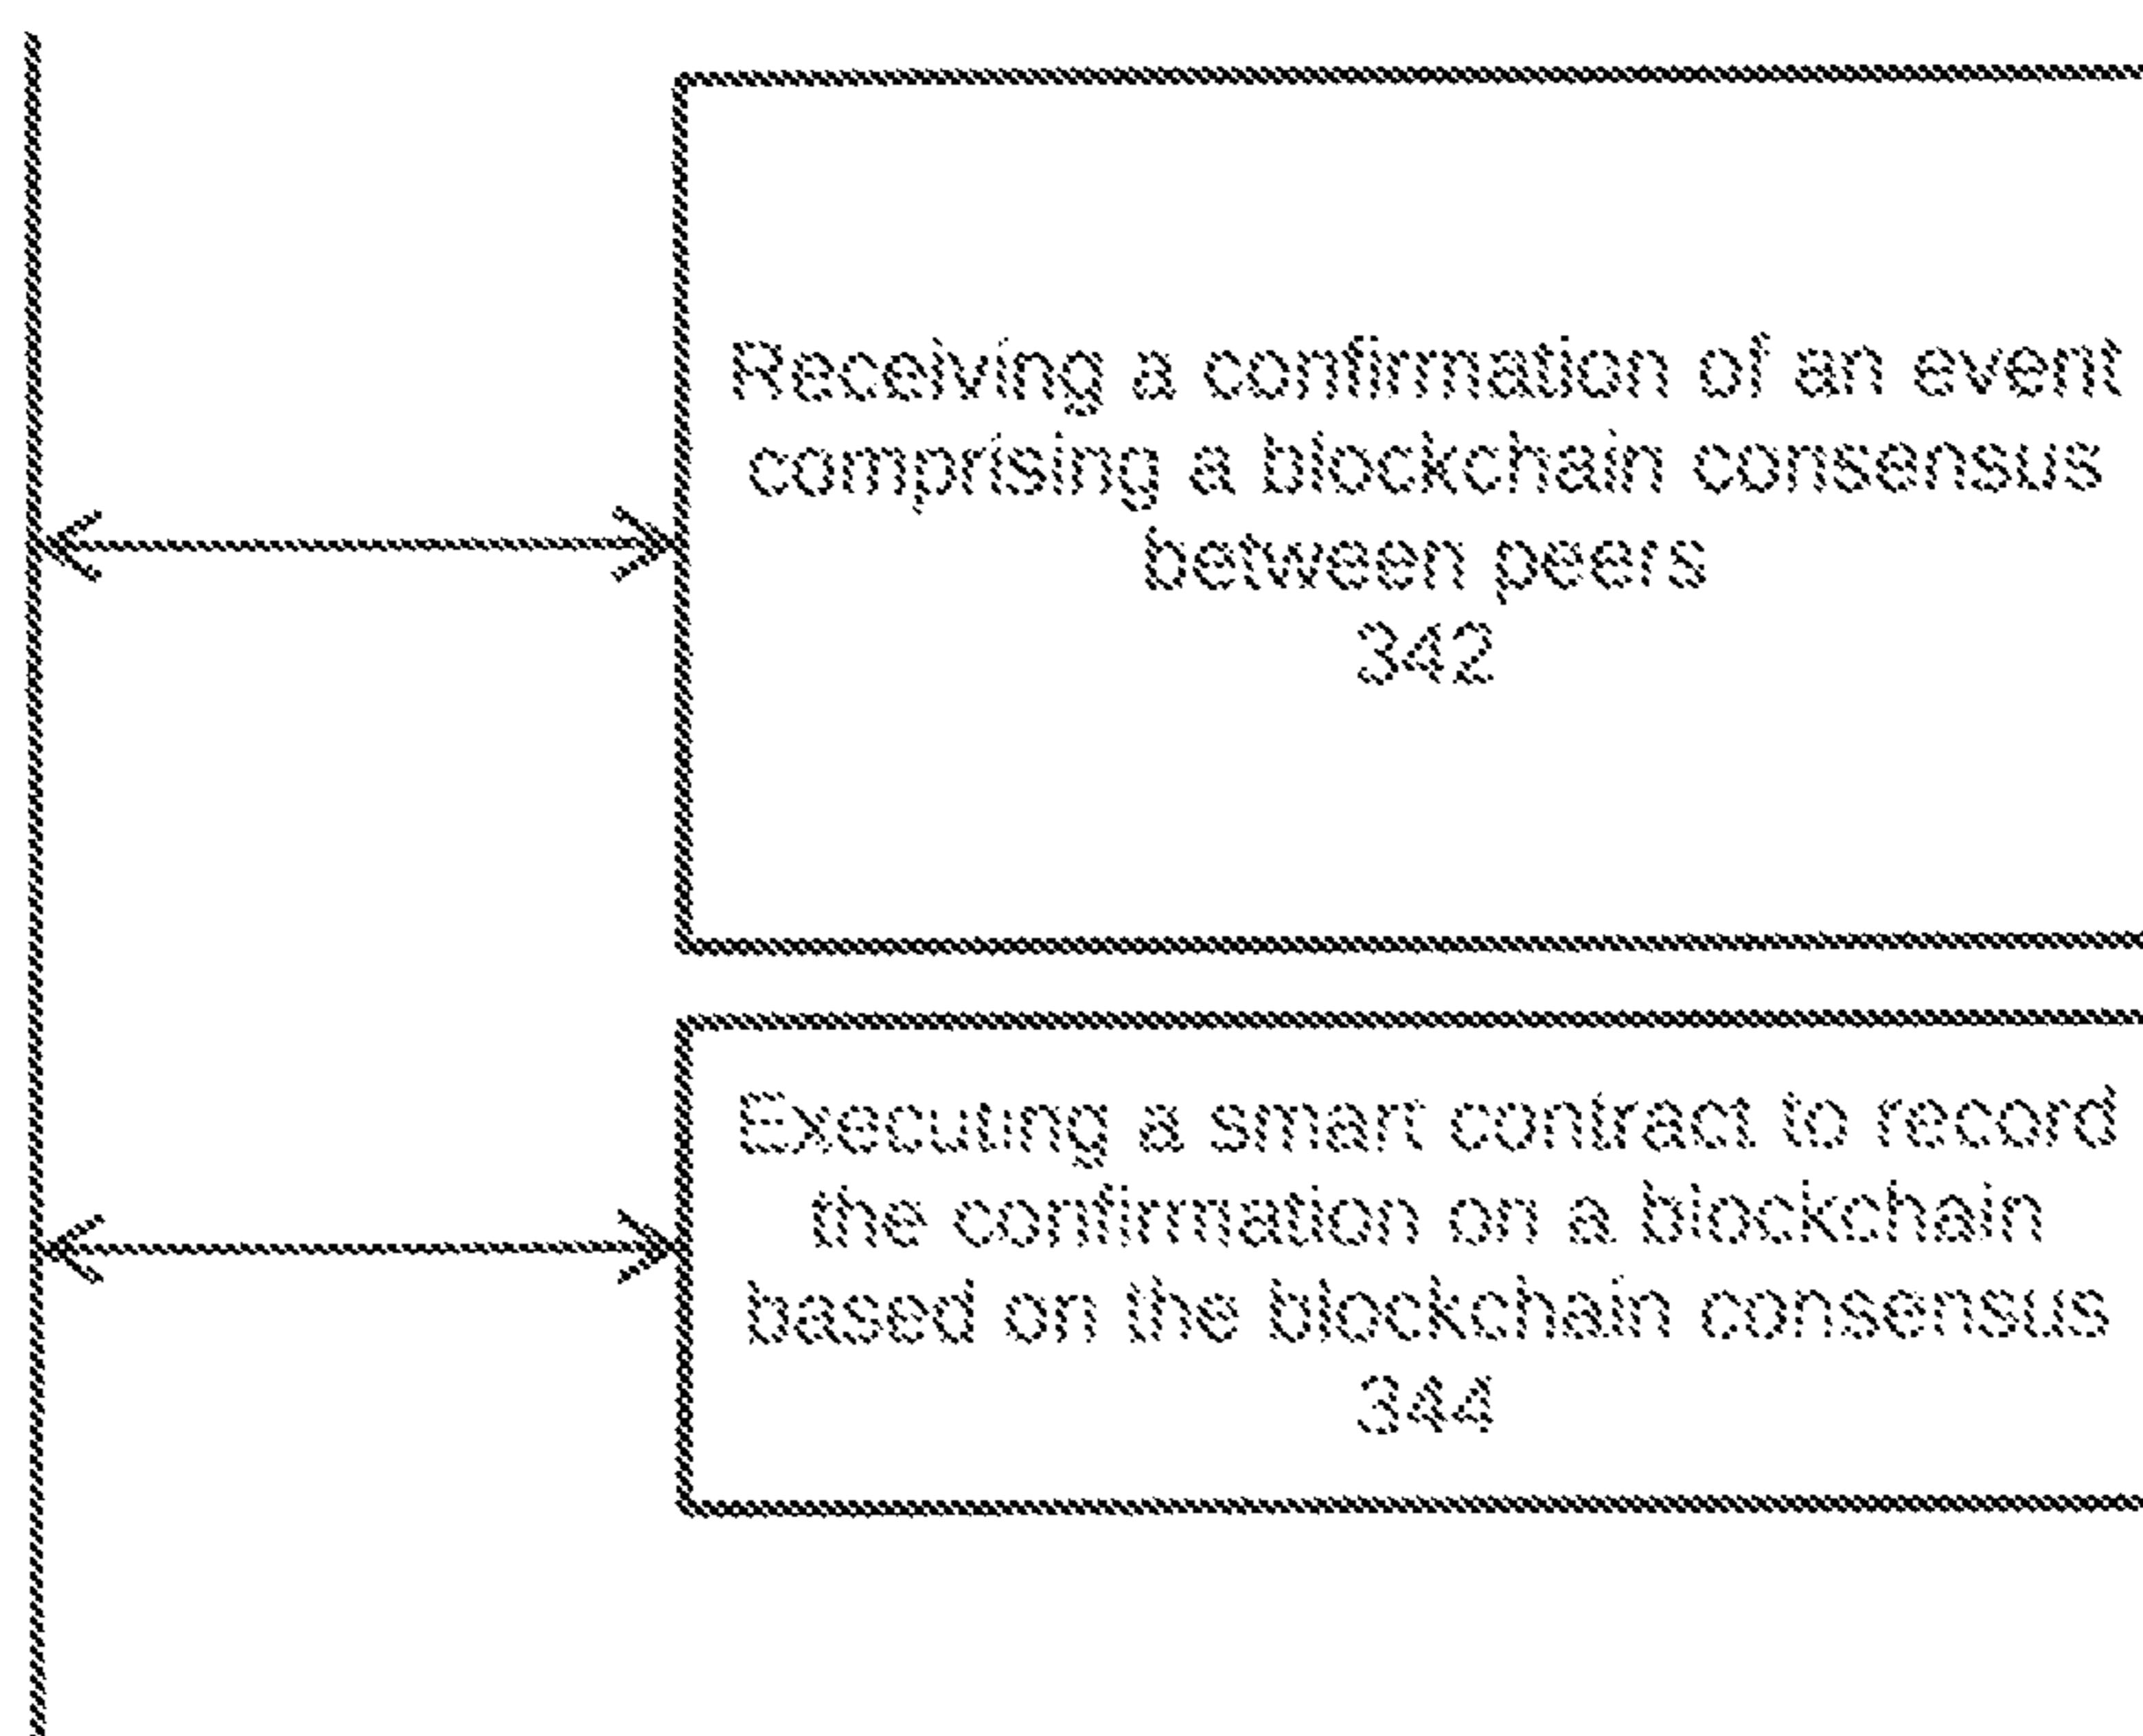 Receiving a confirmation of an event
comprising a blockchain consensus
between peers
342
Executing a smart contract to record
the confirmation on a blockchain
based on the blockchain consensus
344